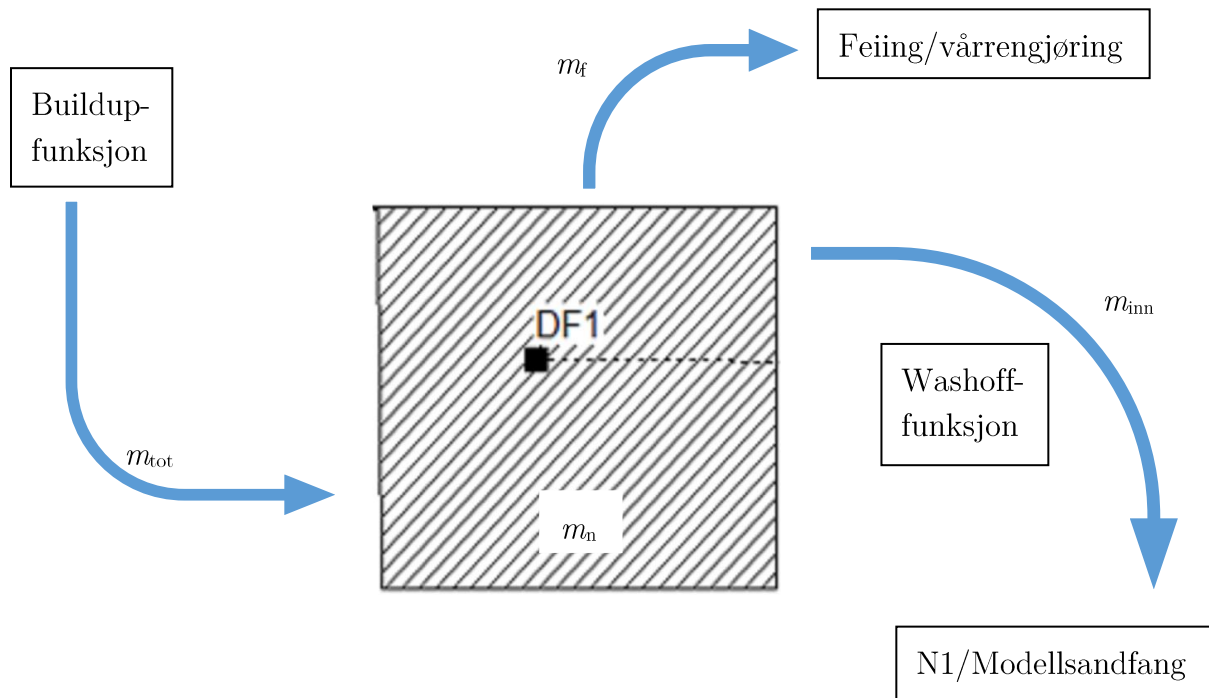 Feiing/vårrengjøring
m_f
Buildup-
funksjon
m_inn
DF1
Washoff-
funksjon
m_tot
m_n
N1/Modellsandfang